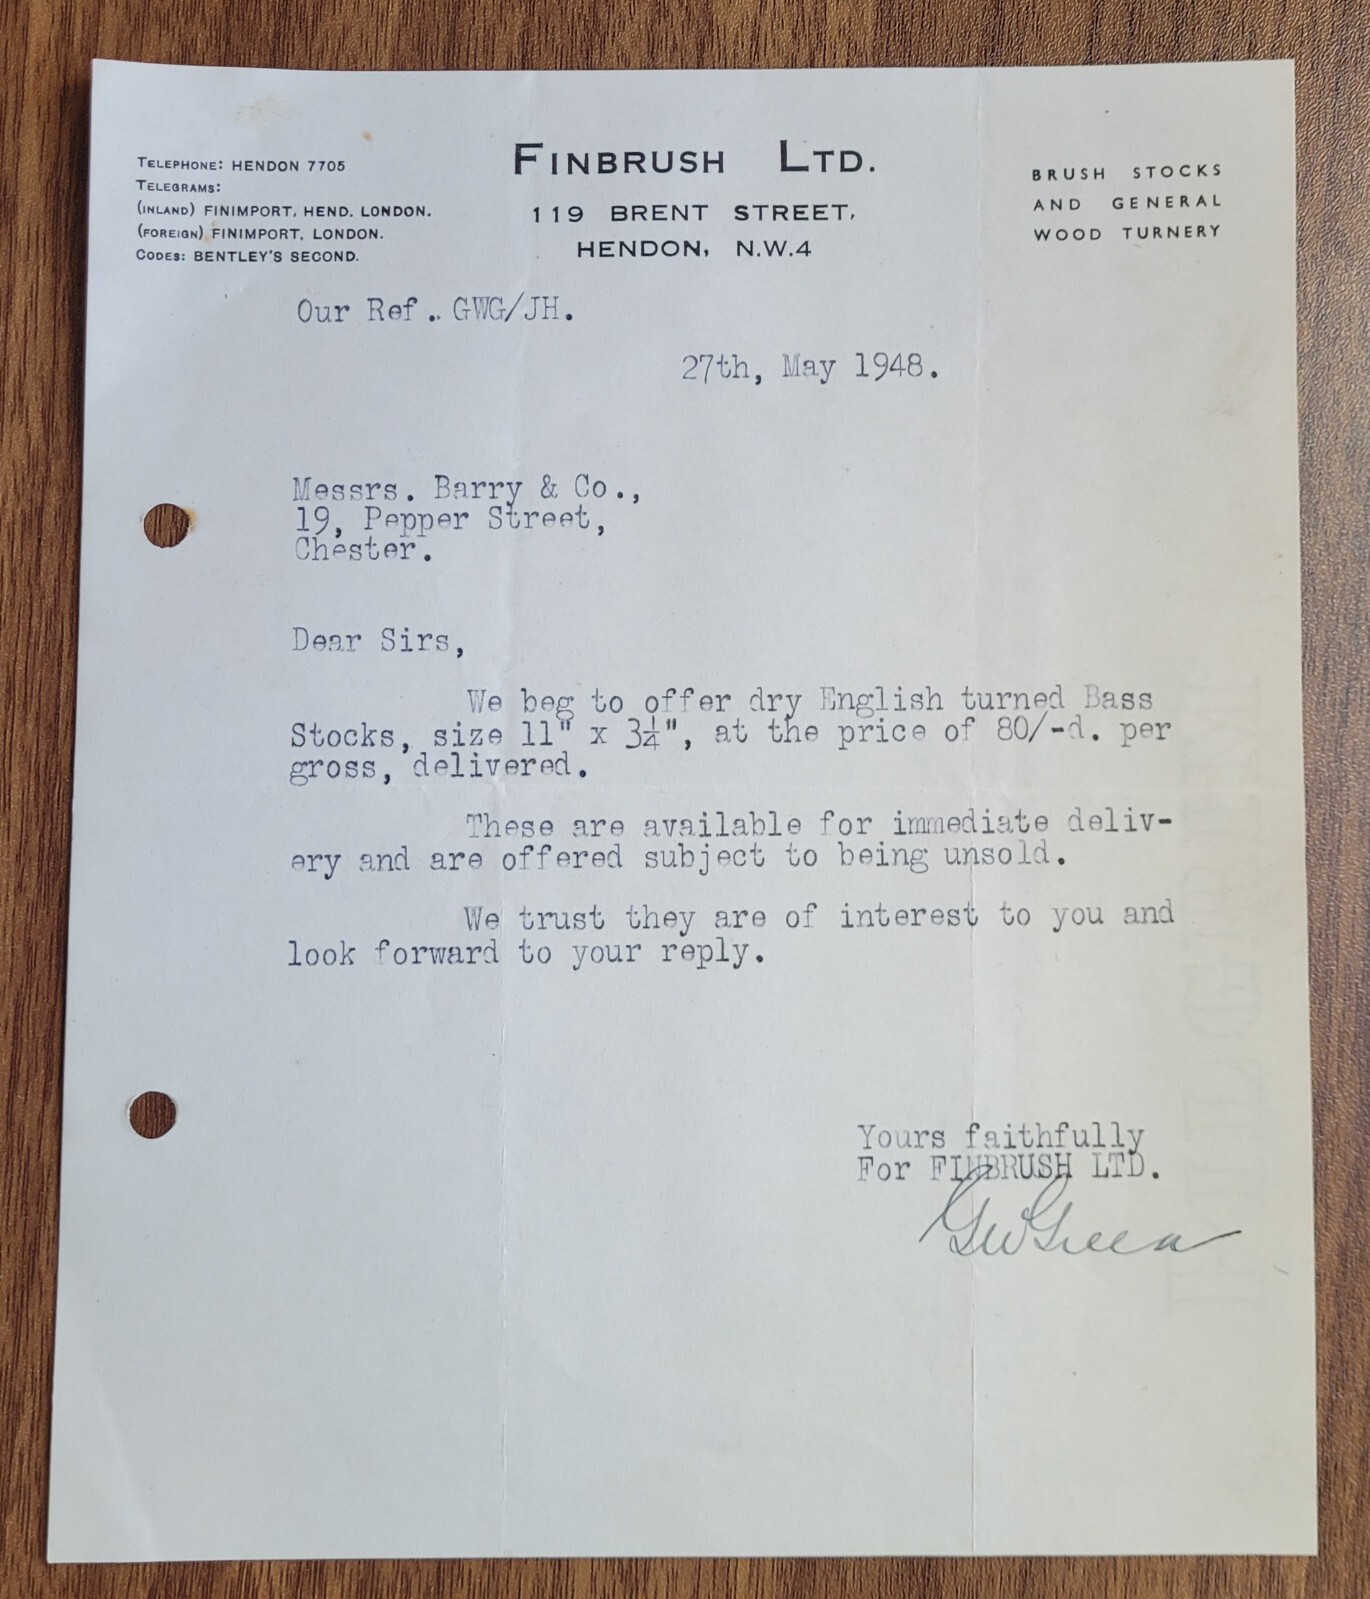 TELEPHONE: HENDON 7705
TELEGRAMS:
(INLAND) FINIMPORT, HEND. LONDON.
(FOREIGN) FINIMPORT, LONDON.
CODES: BENTLEY'S SECOND.
FINBRUSH LTD.
119 BRENT STREET,
HENDON, N.W.4
BRUSH STOCKS
AND GENERAL
WOOD TURNERY
Our Ref.. GWG/JH.
27th, May 1948.
Messrs. Barry & Co.,
19, Pepper Street,
Chester.
Dear Sirs,
We beg to offer dry English turned Bass
Stocks, size 11" x 3¼", at the price of 80/-d. per
gross, delivered.
These are available for immediate deliv-
ery and are offered subject to being unsold.
We trust they are of interest to you and
look forward to your reply.
Yours faithfully
For FINBRUSH LTD.
GWGreen